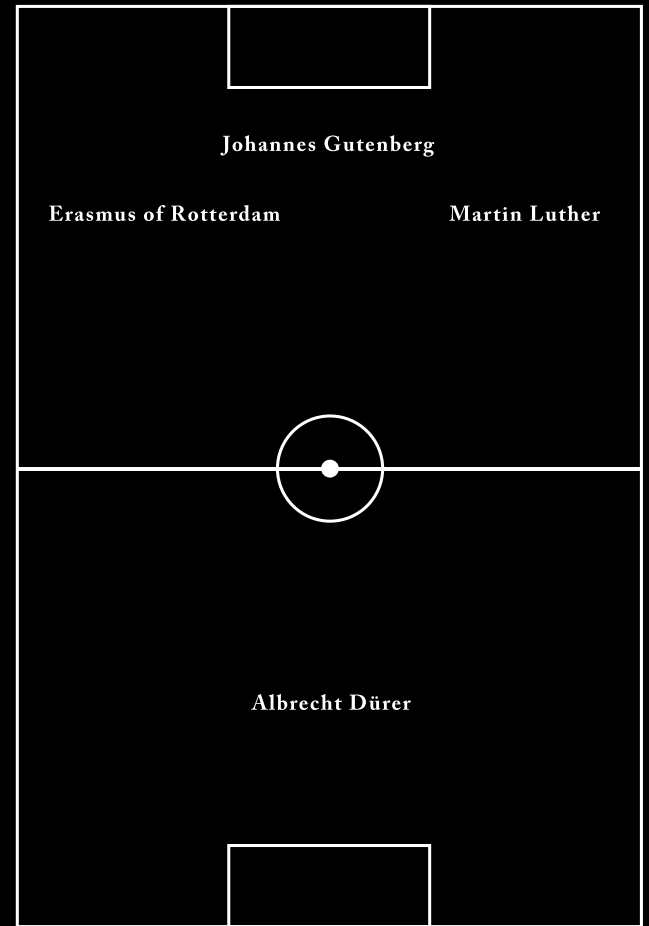 Johannes Gutenberg
Erasmus of Rotterdam
Martin Luther
Albrecht Dürer